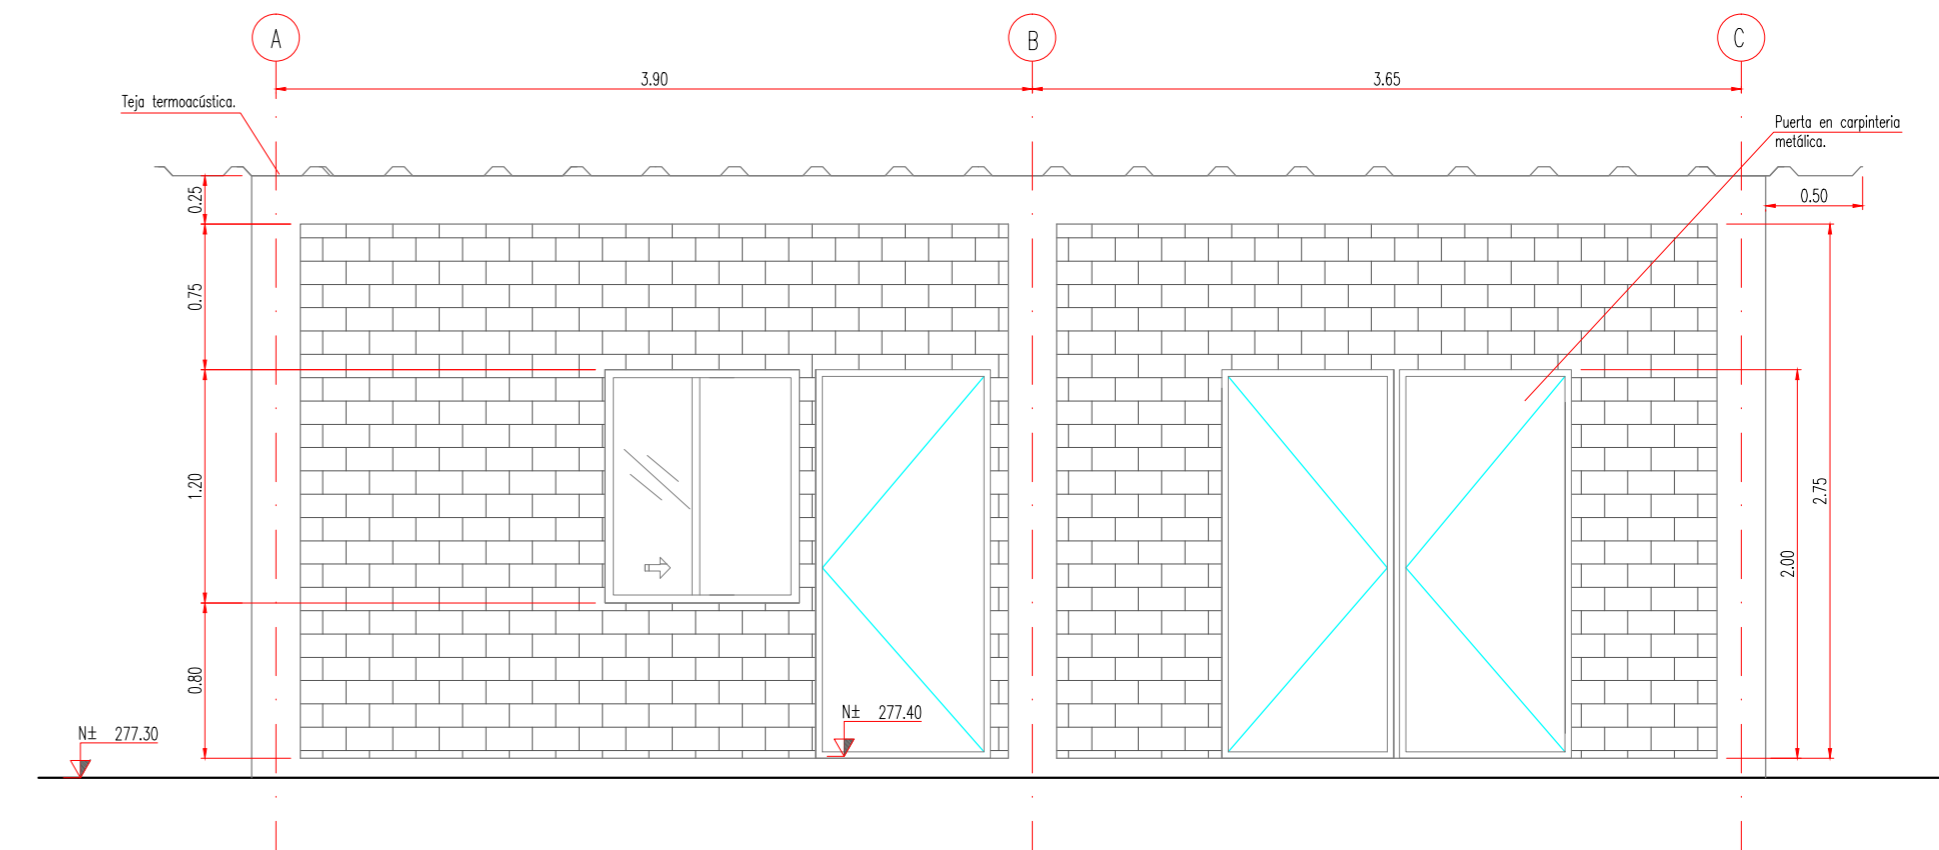 A
B
C
3.90
3.65
Teja termoacústica.
Puerta en carpinteria
metálica.
0.25
0.50
0.75
1.20
2.75
2.00
0.80
N± 277.40
N± 277.30